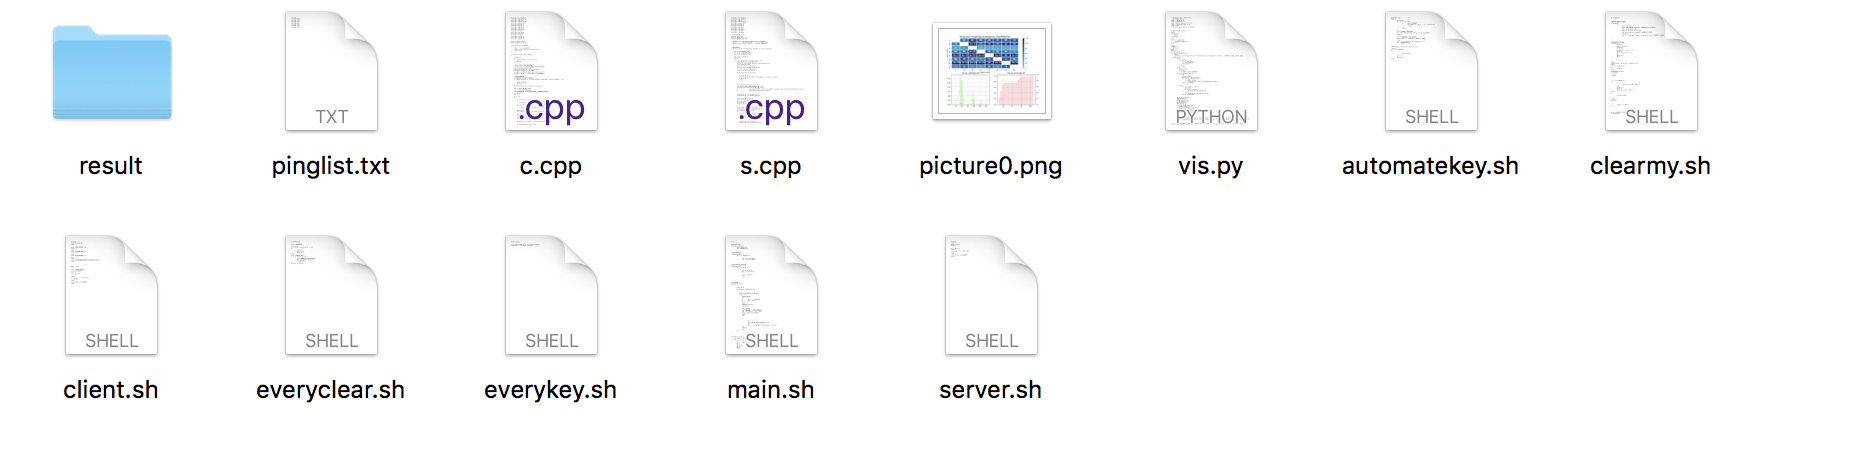 TXT
.cpp
.cpp
PYTHON
SHELL
SHELL
result
pinglist.txt
c.cpp
s.cpp
picture0.png
vis.py
automatekey.sh
clearmy.sh
SHELL
SHELL
SHELL
SHELL
SHELL
client.sh
everyclear.sh
everykey.sh
main.sh
server.sh